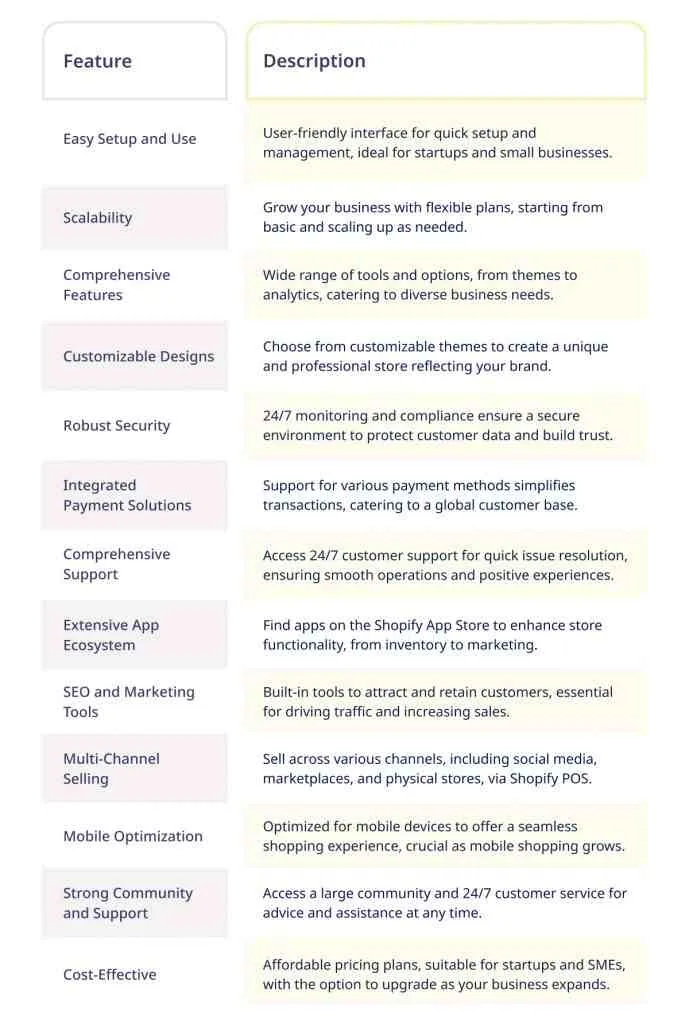 Feature
Description
Easy Setup and Use
User-friendly interface for quick setup and
management, ideal for startups and small businesses.
Scalability
Grow your business with flexible plans, starting from
basic and scaling up as needed.
Comprehensive
Features
Wide range of tools and options, from themes to
analytics, catering to diverse business needs.
Customizable Designs
Choose from customizable themes to create a unique
and professional store reflecting your brand.
Robust Security
24/7 monitoring and compliance ensure a secure
environment to protect customer data and build trust.
Integrated
Payment Solutions
Support for various payment methods simplifies
transactions, catering to a global customer base.
Comprehensive
Support
Access 24/7 customer support for quick issue resolution,
ensuring smooth operations and positive experiences.
Extensive App
Ecosystem
Find apps on the Shopify App Store to enhance store
functionality, from inventory to marketing.
SEO and Marketing
Tools
Built-in tools to attract and retain customers, essential
for driving traffic and increasing sales.
Multi-Channel
Selling
Sell across various channels, including social media,
marketplaces, and physical stores, via Shopify POS.
Mobile Optimization
Optimized for mobile devices to offer a seamless
shopping experience, crucial as mobile shopping grows.
Strong Community
and Support
Access a large community and 24/7 customer service for
advice and assistance at any time.
Cost-Effective
Affordable pricing plans, suitable for startups and SMEs,
with the option to upgrade as your business expands.